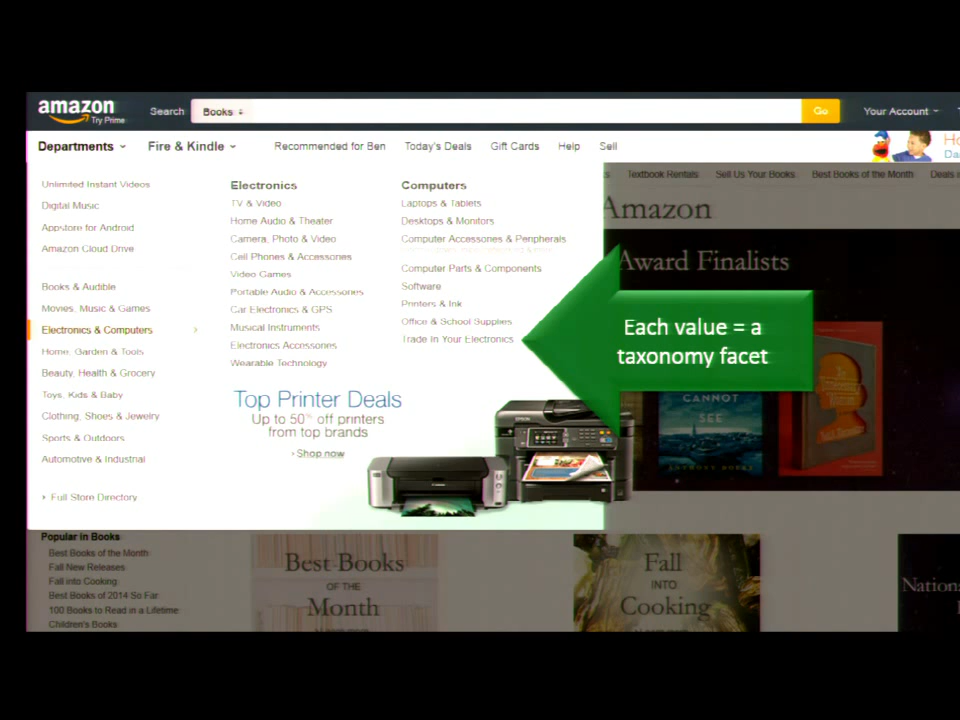 amazon
Try Prime
Search
Books
Go
Your Account
Departments
Fire & Kindle
Recommended for Ben
Today's Deals
Gift Cards
Help
Sell
Textbook Rentals
Sell Us Your Books
Best Books of the Month
Deals
Unlimited Instant Videos
Digital Music
Appstore for Android
Amazon Cloud Drive
Books & Audible
Movies, Music & Games
Electronics & Computers
Home, Garden & Tools
Beauty, Health & Grocery
Toys, Kids & Baby
Clothing, Shoes & Jewelry
Sports & Outdoors
Automotive & Industrial
Full Store Directory
Electronics
TV & Video
Home Audio & Theater
Camera, Photo & Video
Cell Phones & Accessories
Video Games
Portable Audio & Accessories
Car Electronics & GPS
Musical Instruments
Electronics Accessories
Wearable Technology
Computers
Laptops & Tablets
Desktops & Monitors
Computer Accessories & Peripherals
Computer Parts & Components
Software
Printers & Ink
Office & School Supplies
Trade In Your Electronics
Top Printer Deals
Up to 50% off printers
from top brands
Shop now
Amazon
Award Finalists
Each value = a
taxonomy facet
CANNOT
SEE
ANTHONY DOERR
Popular in Books
Best Books of the Month
Fall New Releases
Fall into Cooking
Best Books of 2014 So Far
100 Books to Read in a Lifetime
Children's Books
Best Books
OF THE
Month
Fall
INTO
Cooking